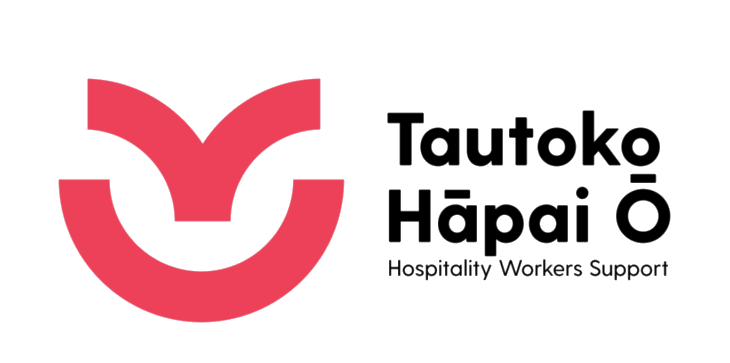 Tautoko
Hāpai Ō
Hospitality Workers Support